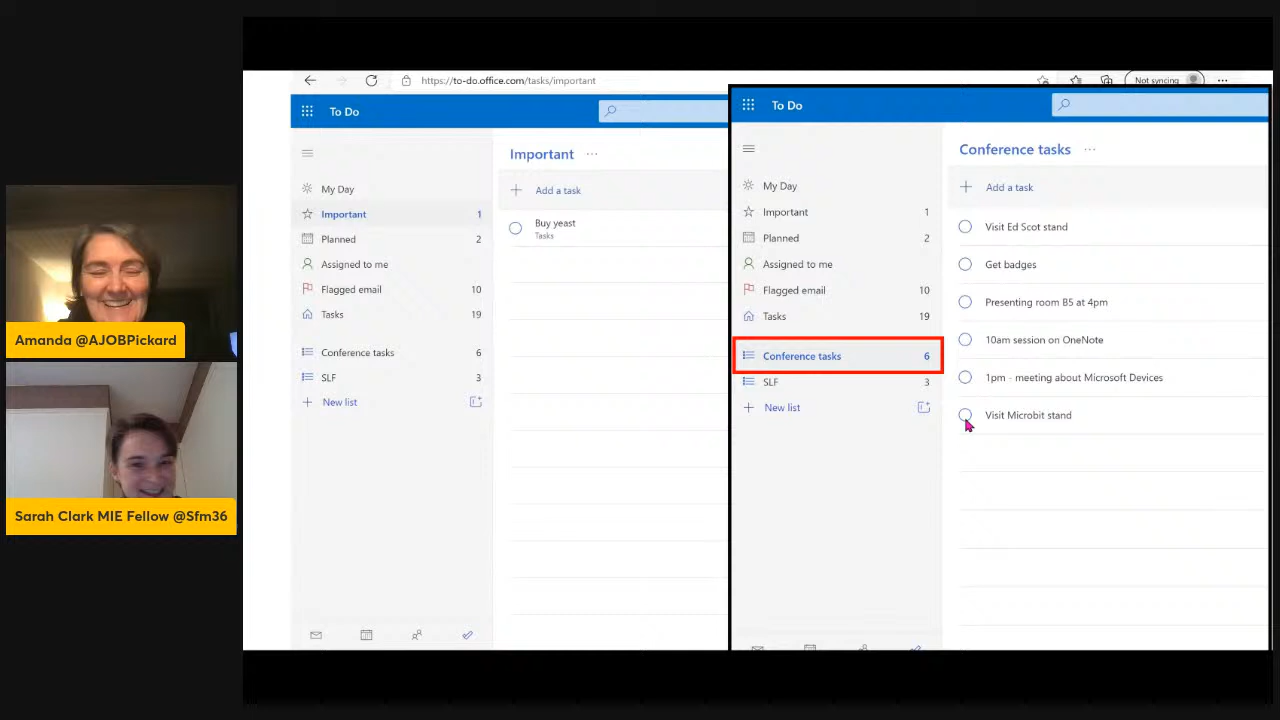 Amanda @AJOBPickard
Sarah Clark MIE Fellow @Sfm36
https://to-do.office.com/tasks/important
Not syncing
To Do
My Day
Important 1
Planned 2
Assigned to me
Flagged email 10
Tasks 19
Conference tasks 6
SLF 3
New list
Important
Add a task
Buy yeast
Tasks
To Do
My Day
Important 1
Planned 2
Assigned to me
Flagged email 10
Tasks 19
Conference tasks 6
SLF 3
New list
Conference tasks
Add a task
Visit Ed Scot stand
Get badges
Presenting room B5 at 4pm
10am session on OneNote
1pm - meeting about Microsoft Devices
Visit Microbit stand